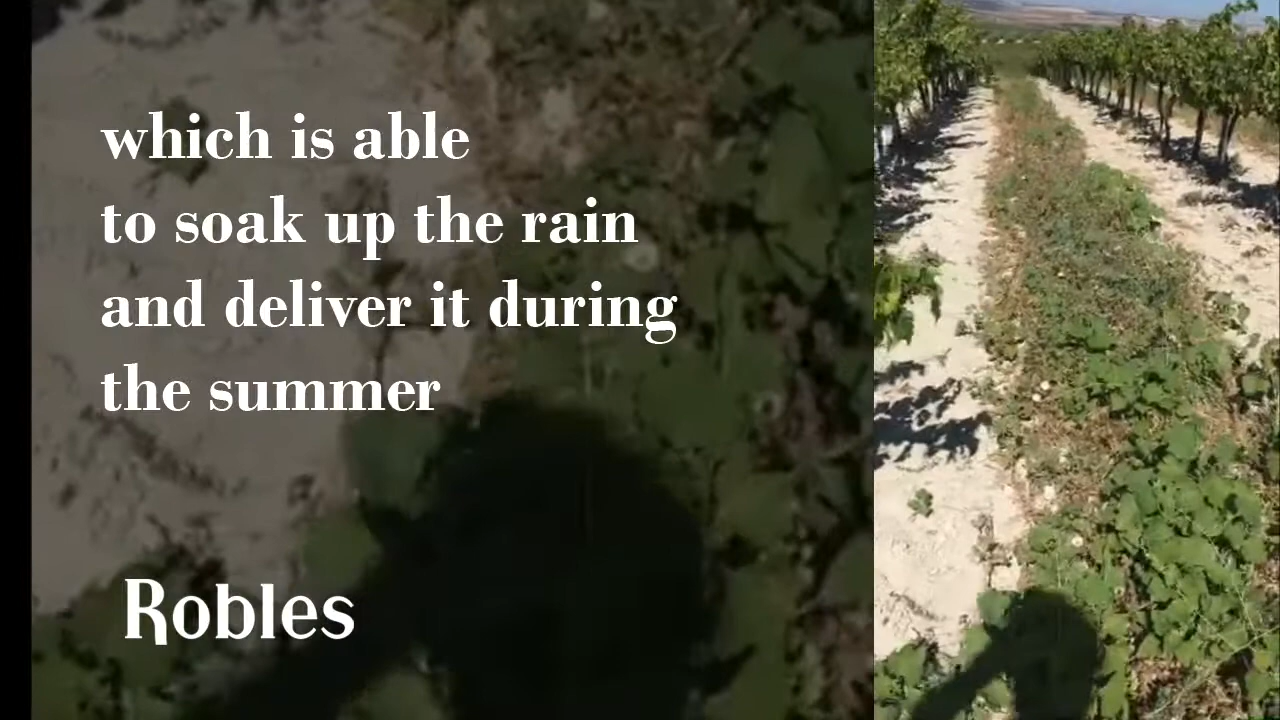 which is able
to soak up the rain
and deliver it during
the summer
Robles